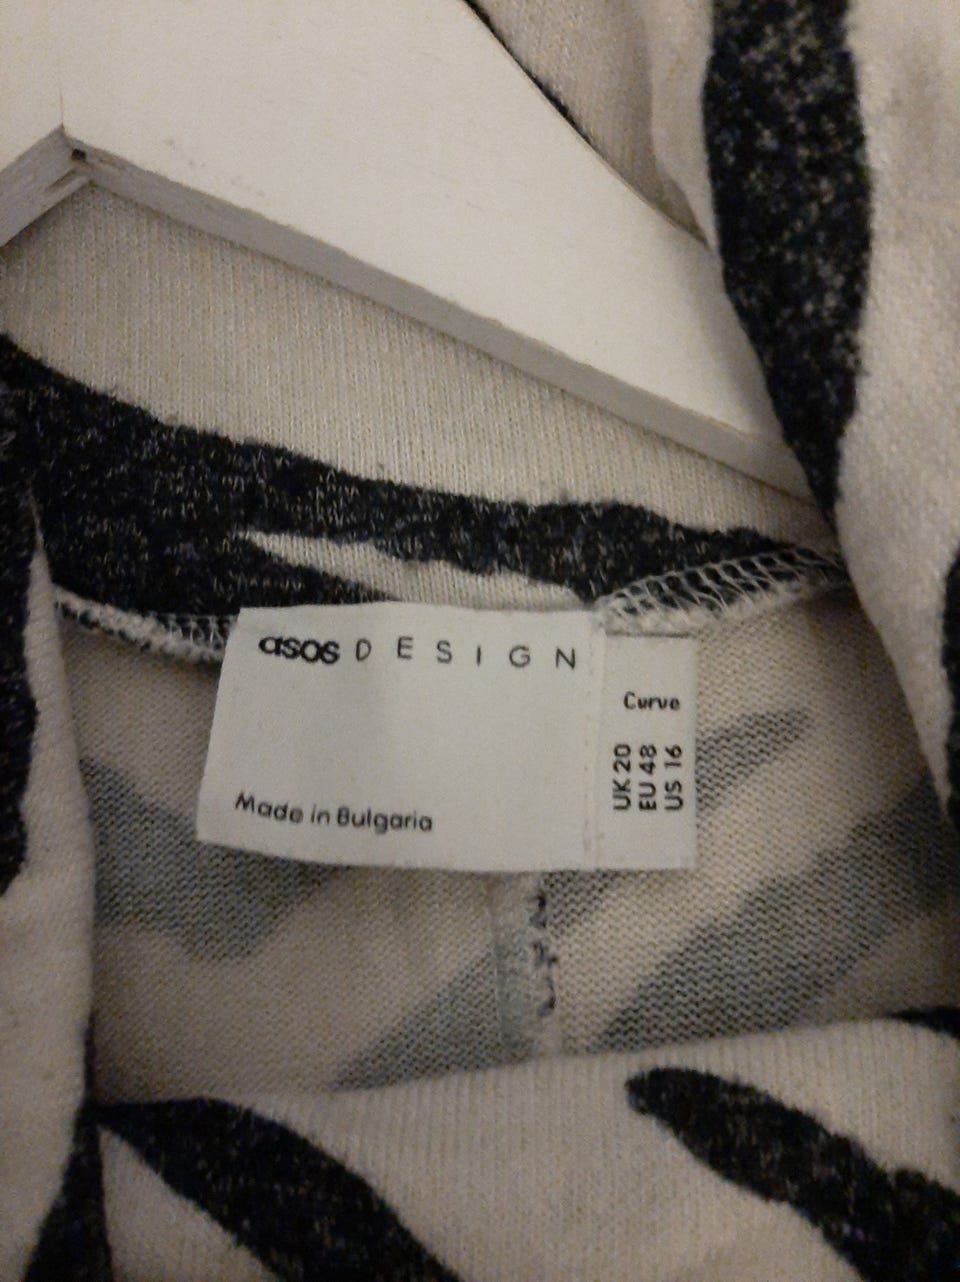 asos DESIGN
Made in Bulgaria
Curve
UK 20
EU 48
US 16